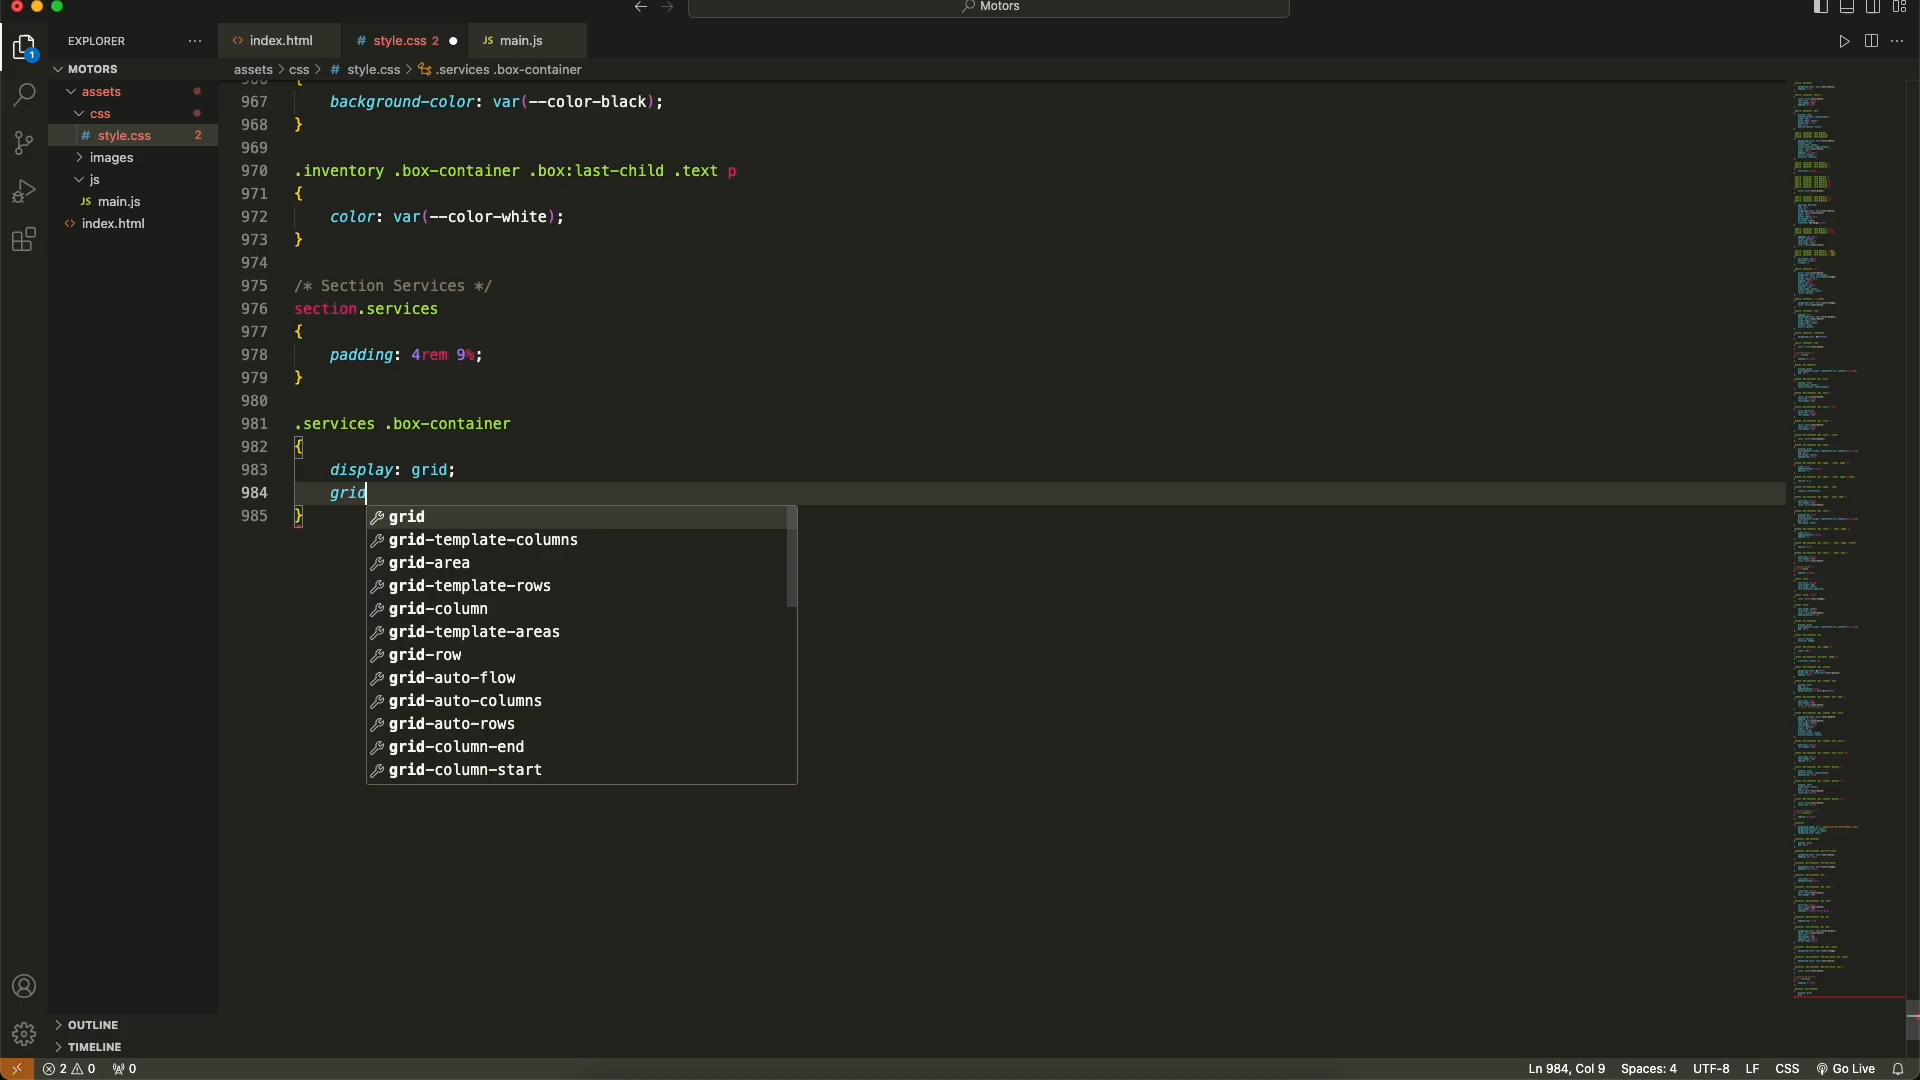 Motors
EXPLORER ···
index.html
# style.css 2
JS main.js
MOTORS
assets > css > # style.css > .services .box-container
assets
css
# style.css 2
images
js
JS main.js
index.html
967 background-color: var(--color-black);
968 }
969
970 .inventory .box-container .box:last-child .text p
971 {
972 color: var(--color-white);
973 }
974
975 /* Section Services */
976 section.services
977 {
978 padding: 4rem 9%;
979 }
980
981 .services .box-container
982 {
983 display: grid;
984 grid
985 }
grid
grid-template-columns
grid-area
grid-template-rows
grid-column
grid-template-areas
grid-row
grid-auto-flow
grid-auto-columns
grid-auto-rows
grid-column-end
grid-column-start
1
OUTLINE
TIMELINE
2 0 0
Ln 984, Col 9 Spaces: 4 UTF-8 LF CSS Go Live